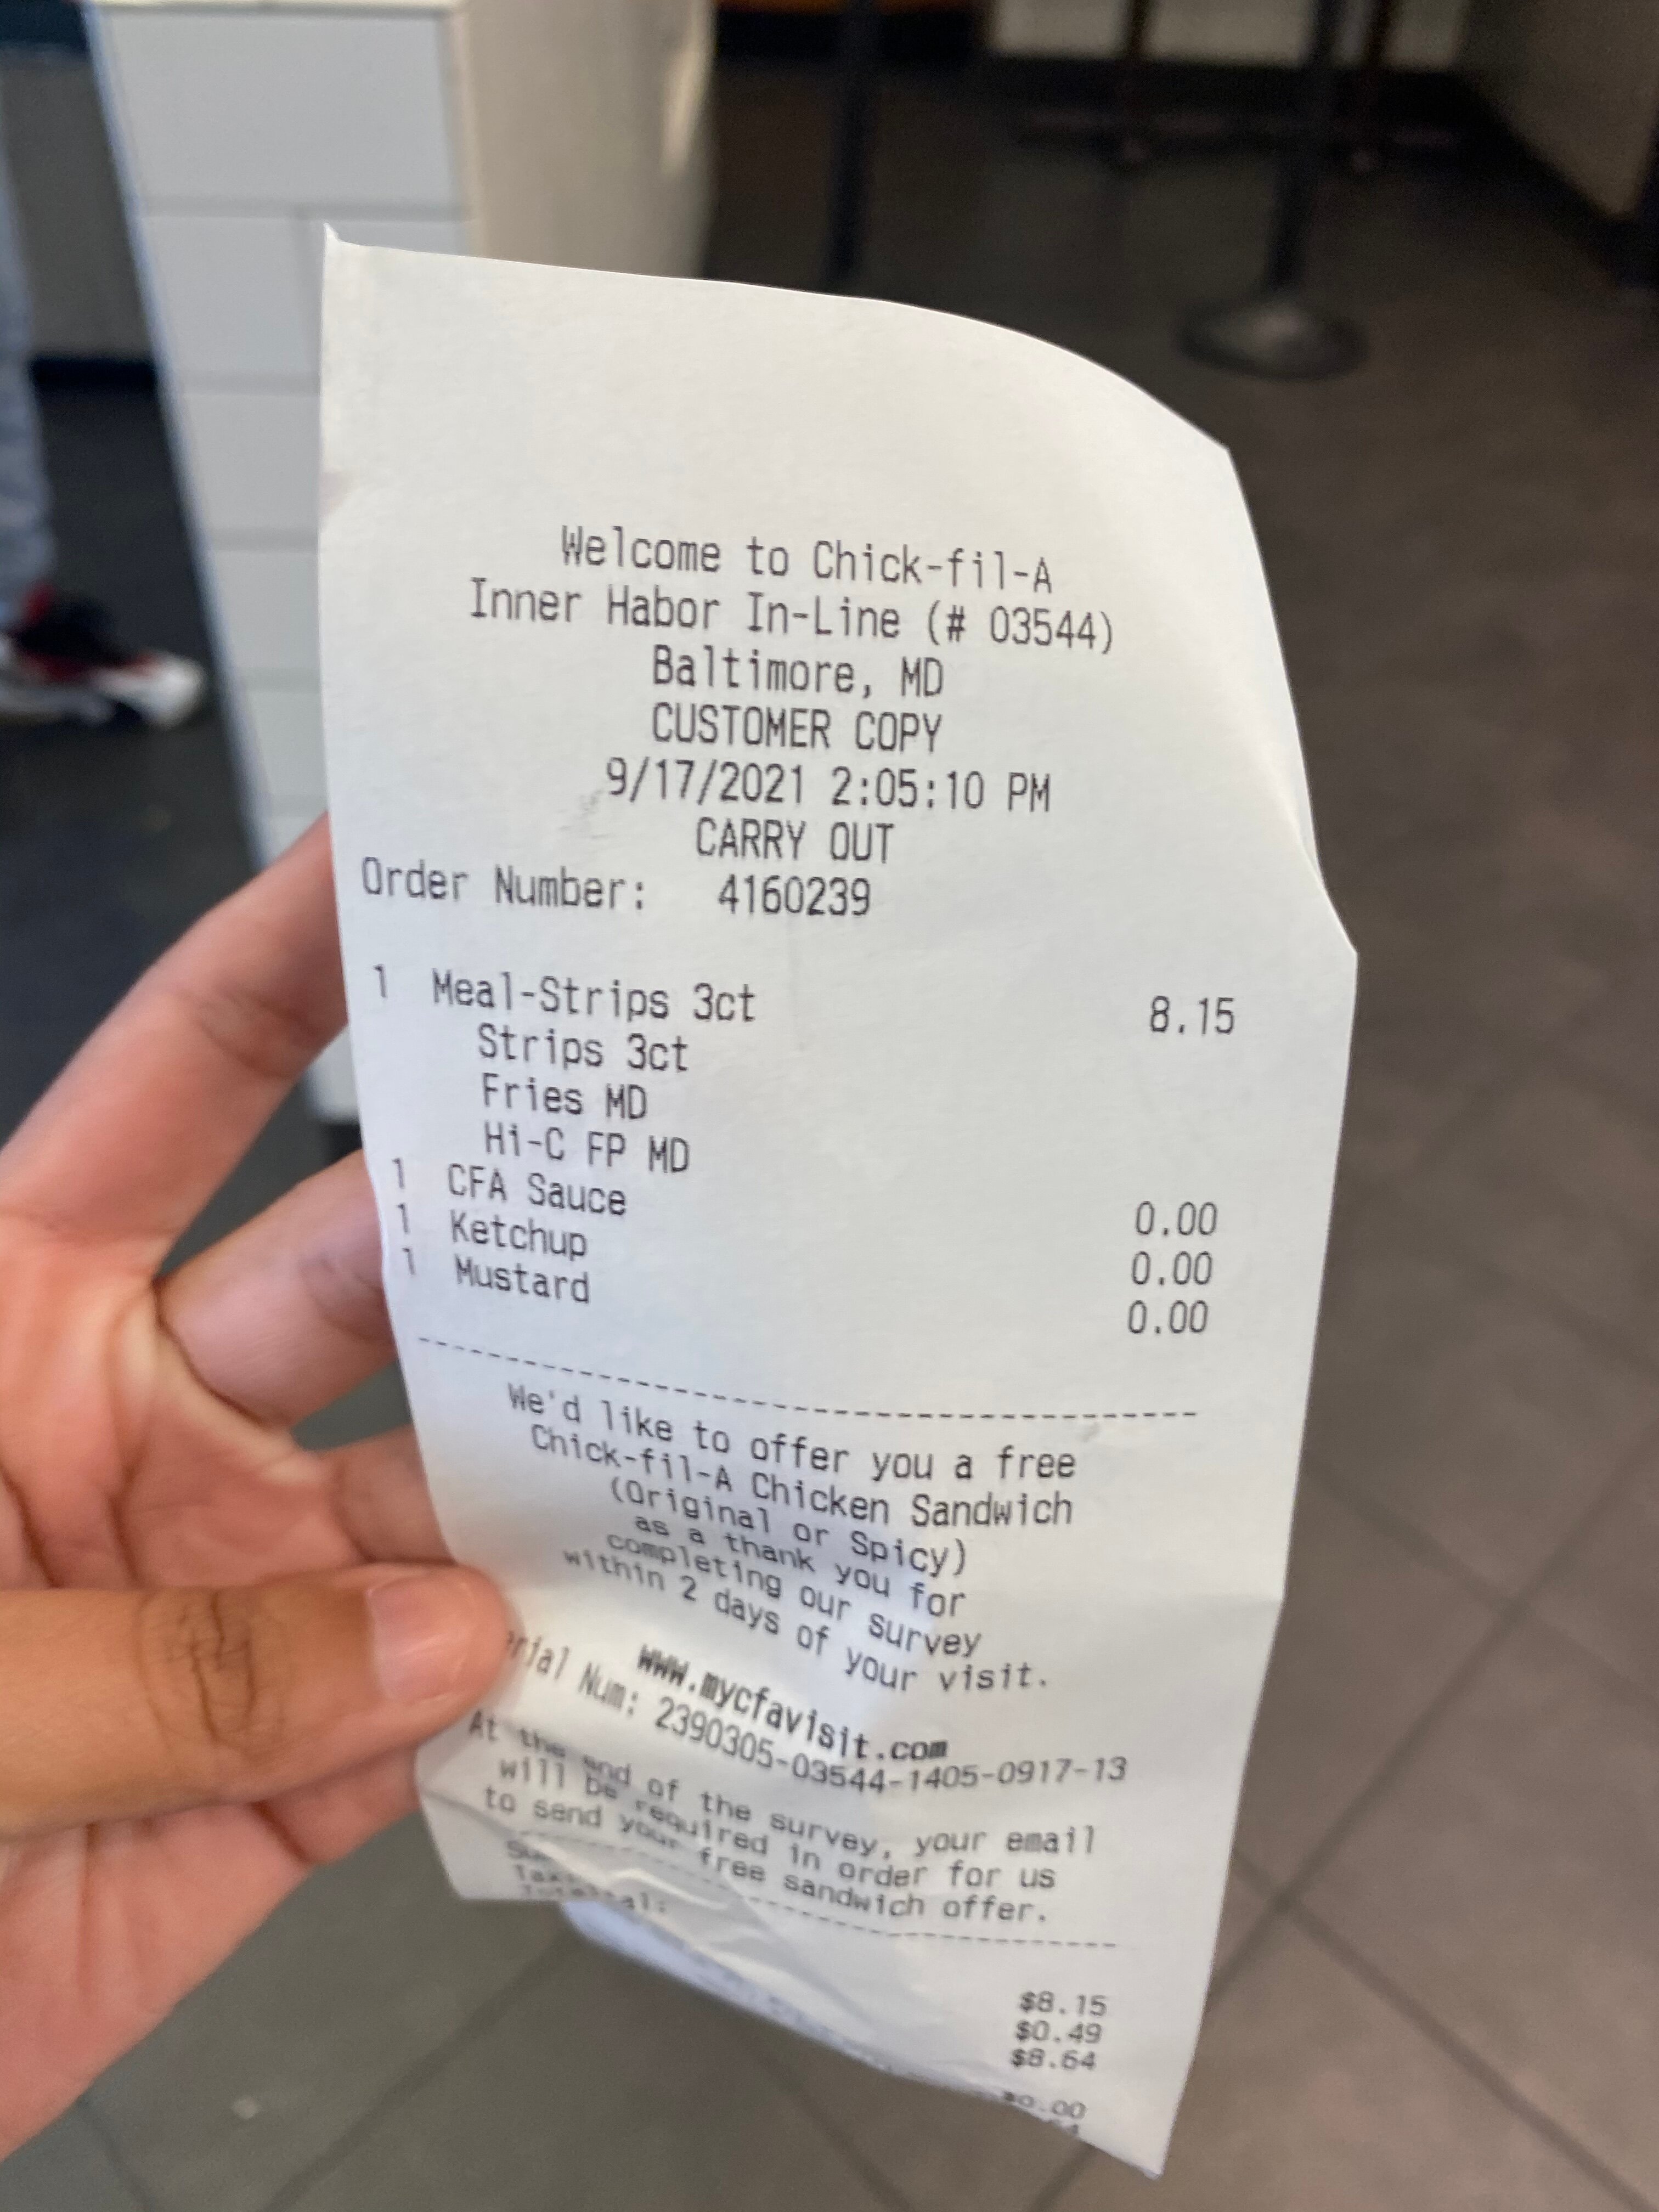 Welcome to Chick-fil-A
Inner Habor In-Line (# 03544)
Baltimore, MD
CUSTOMER COPY
9/17/2021 2:05:10 PM
CARRY OUT
Order Number: 4160239
1 Meal-Strips 3ct 8.15
Strips 3ct
Fries MD
Hi-C FP MD
1 CFA Sauce 0.00
1 Ketchup 0.00
1 Mustard 0.00
We'd like to offer you a free
Chick-fil-A Chicken Sandwich
(Original or Spicy)
as a thank you for
completing our survey
within 2 days of your visit.
www.mycfavisit.com
Num: 2390305-03544-1405-0917-13
At the end of the survey, your email
will be required in order for us
to send your free sandwich offer.
$8.15
$0.49
$8.64